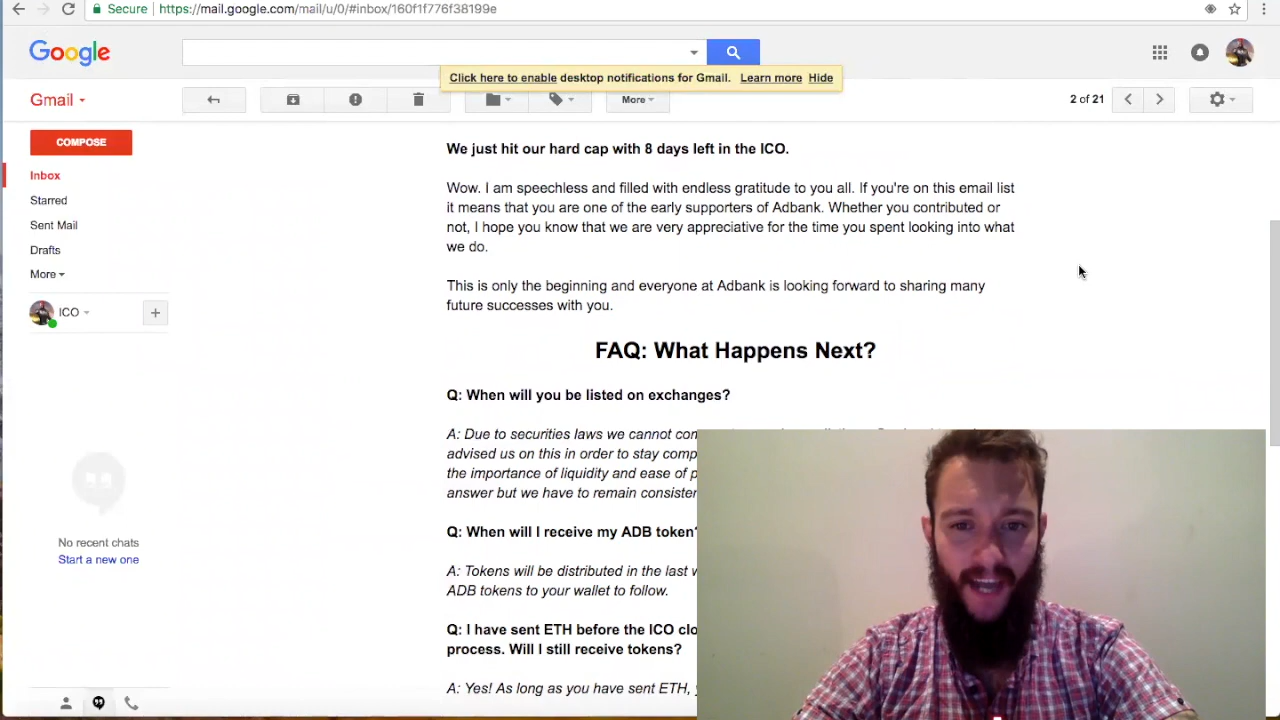 Secure https://mail.google.com/mail/u/0/#inbox/160f1f776f38199e
Google
Click here to enable desktop notifications for Gmail. Learn more Hide
Gmail
More
2 of 21
COMPOSE
Inbox
Starred
Sent Mail
Drafts
More
ICO
No recent chats
Start a new one
We just hit our hard cap with 8 days left in the ICO.
Wow. I am speechless and filled with endless gratitude to you all. If you're on this email list
it means that you are one of the early supporters of Adbank. Whether you contributed or
not, I hope you know that we are very appreciative for the time you spent looking into what
we do.
This is only the beginning and everyone at Adbank is looking forward to sharing many
future successes with you.
FAQ: What Happens Next?
Q: When will you be listed on exchanges?
A: Due to securities laws we cannot
advised us on this in order to stay
the importance of liquidity and ease of
answer but we have to remain
Q: When will I receive my ADB token?
A: Tokens will be distributed in the last
ADB tokens to your wallet to follow.
Q: I have sent ETH before the ICO
process. Will I still receive tokens?
A: Yes! As long as you have sent ETH,